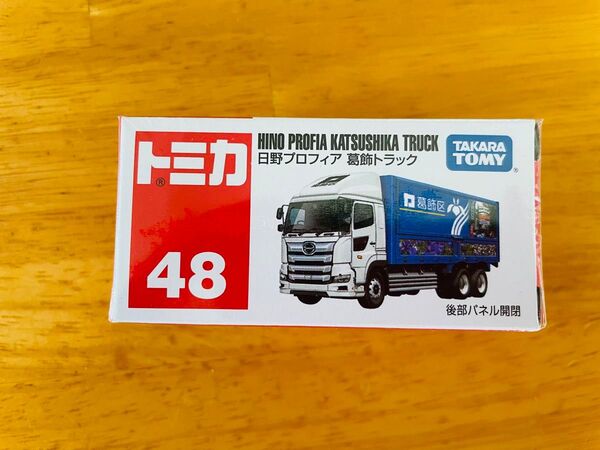 トミカ
®
48
HINO PROFIA KATSUSHIKA TRUCK
日野プロフィア 葛飾トラック
TAKARA
TOMY
®
葛飾区
後部パネル開閉